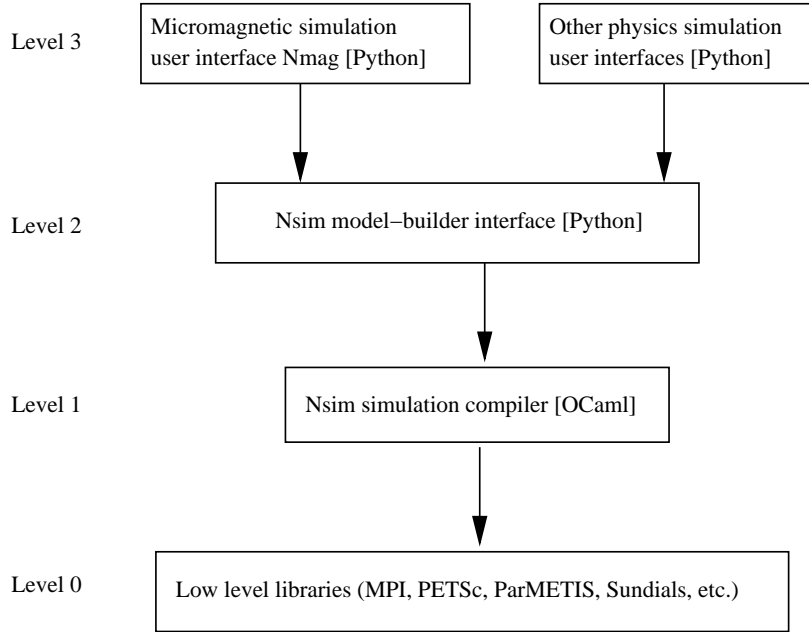 Level 3
Micromagnetic simulation
user interface Nmag [Python]
Other physics simulation
user interfaces [Python]
Level 2
Nsim model−builder interface [Python]
Level 1
Nsim simulation compiler [OCaml]
Level 0
Low level libraries (MPI, PETSc, ParMETIS, Sundials, etc.)